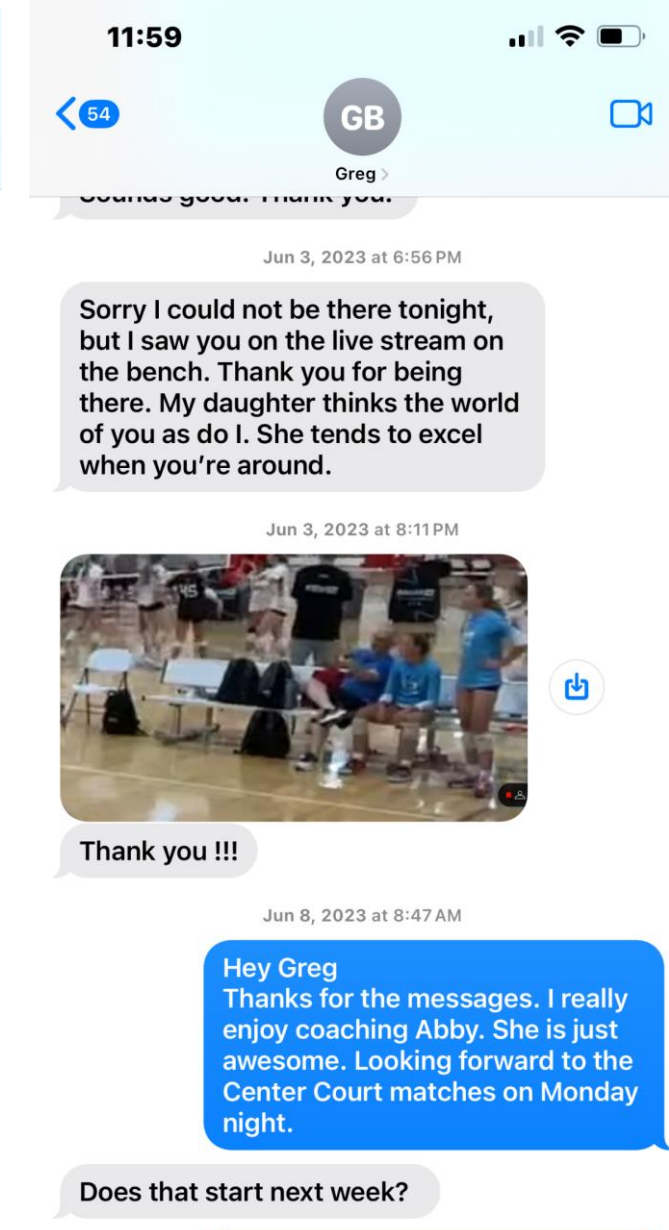 11:59
54
GB
Greg
Sounds good. Thank you.
Jun 3, 2023 at 6:56 PM
Sorry I could not be there tonight,
but I saw you on the live stream on
the bench. Thank you for being
there. My daughter thinks the world
of you as do I. She tends to excel
when you’re around.
Jun 3, 2023 at 8:11 PM
Thank you !!!
Jun 8, 2023 at 8:47 AM
Hey Greg
Thanks for the messages. I really
enjoy coaching Abby. She is just
awesome. Looking forward to the
Center Court matches on Monday
night.
Does that start next week?